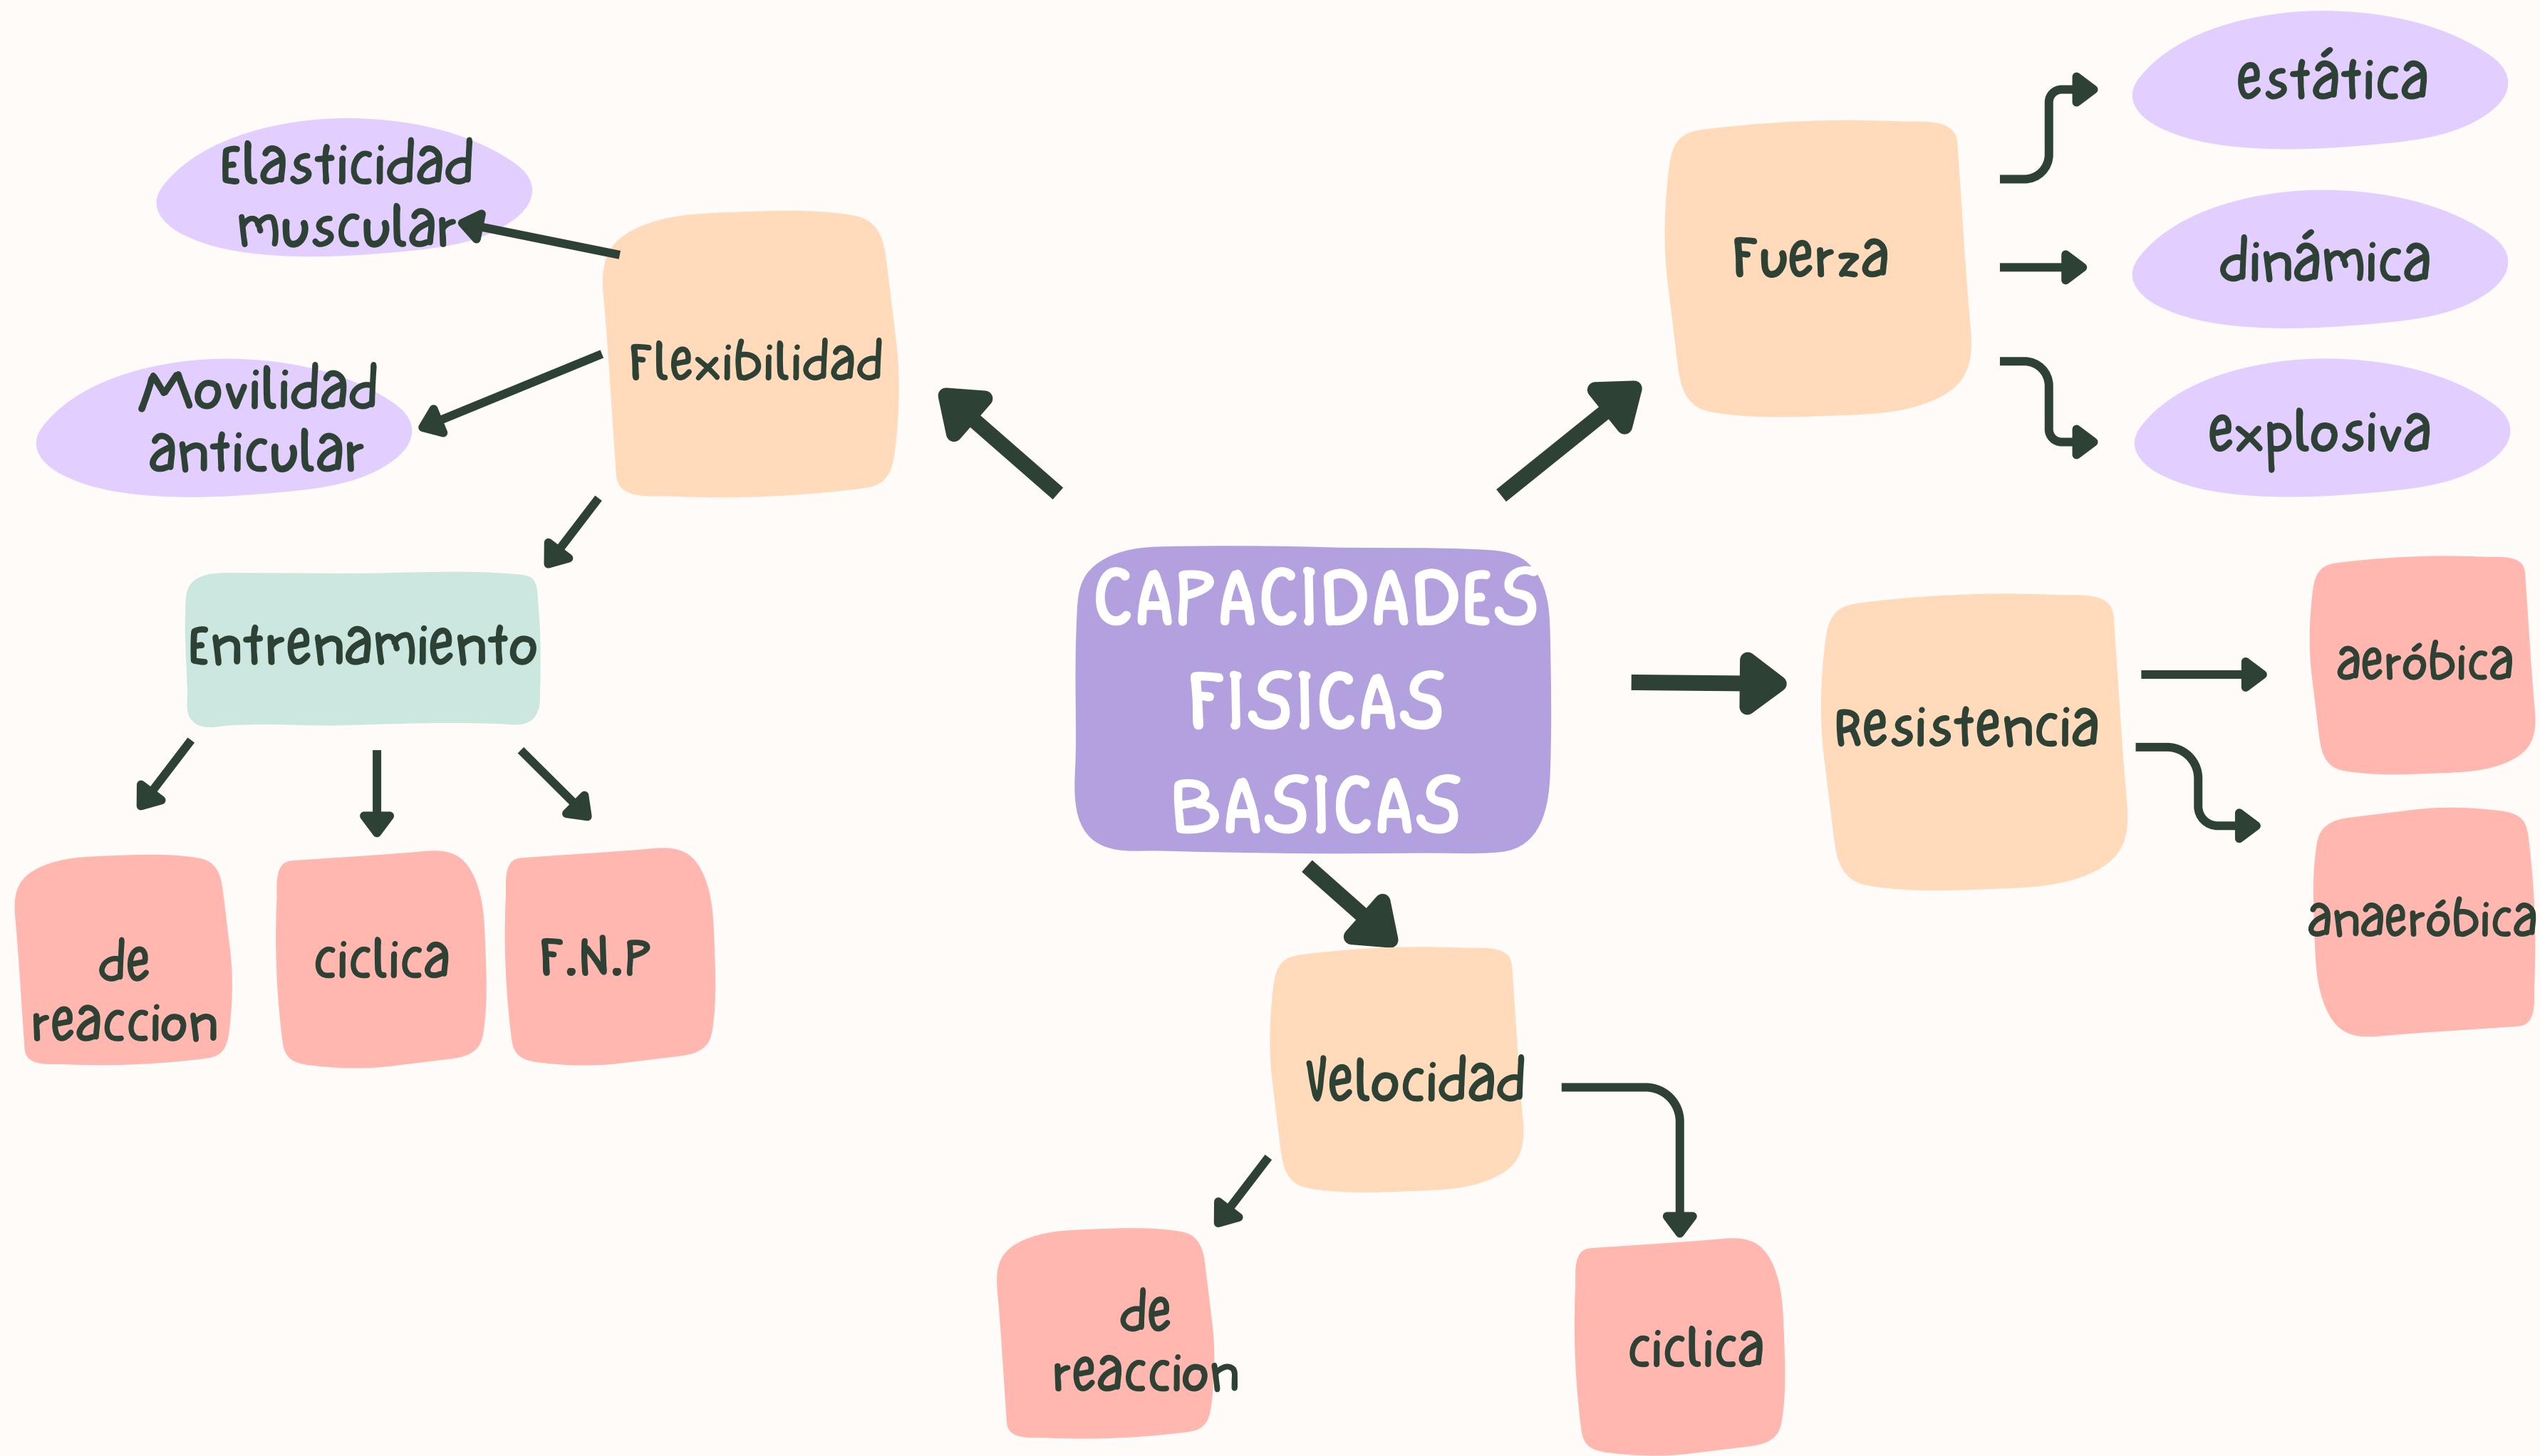 CAPACIDADES
FISICAS
BASICAS
Flexibilidad
Elasticidad
muscular
Movilidad
anticular
Entrenamiento
de
reaccion
ciclica
F.N.P
Fuerza
estática
dinámica
explosiva
Resistencia
aeróbica
anaeróbica
Velocidad
de
reaccion
ciclica